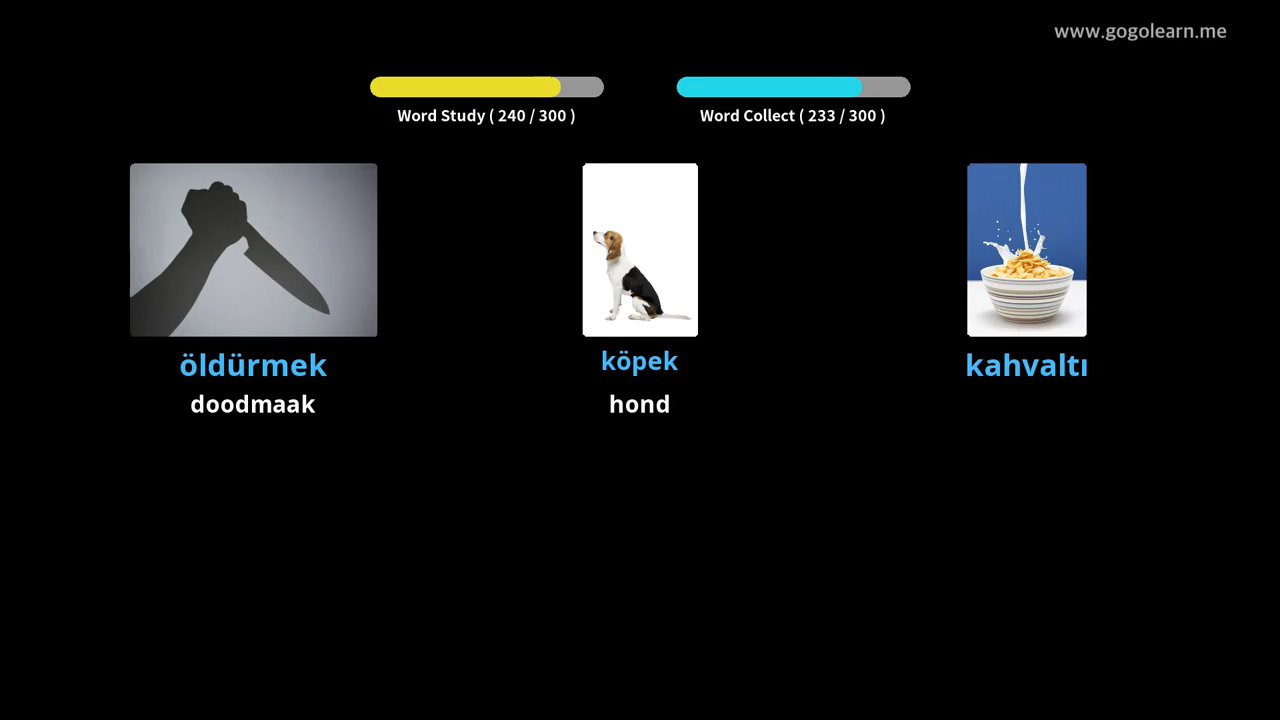 www.gogolearn.me
Word Study ( 240 / 300 )
Word Collect ( 233 / 300 )
öldürmek
köpek
kahvaltı
doodmaak
hond